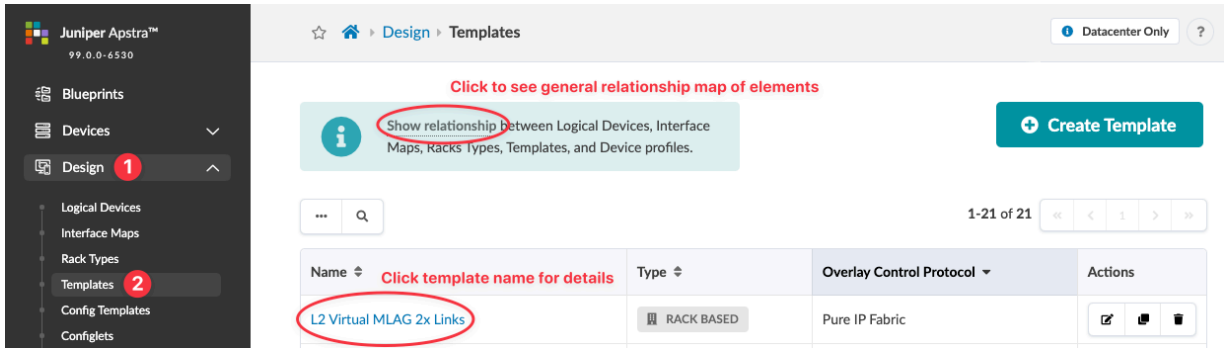 Juniper Apstra™
99.0.0-6530
Blueprints
Devices
Design 1
Logical Devices
Interface Maps
Rack Types
Templates 2
Config Templates
Configlets
Design Templates
Datacenter Only ?
Click to see general relationship map of elements
Show relationship between Logical Devices, Interface
Maps, Racks Types, Templates, and Device profiles.
Create Template
1-21 of 21 « < 1 > »
Name Click template name for details Type Overlay Control Protocol Actions
L2 Virtual MLAG 2x Links RACK BASED Pure IP Fabric